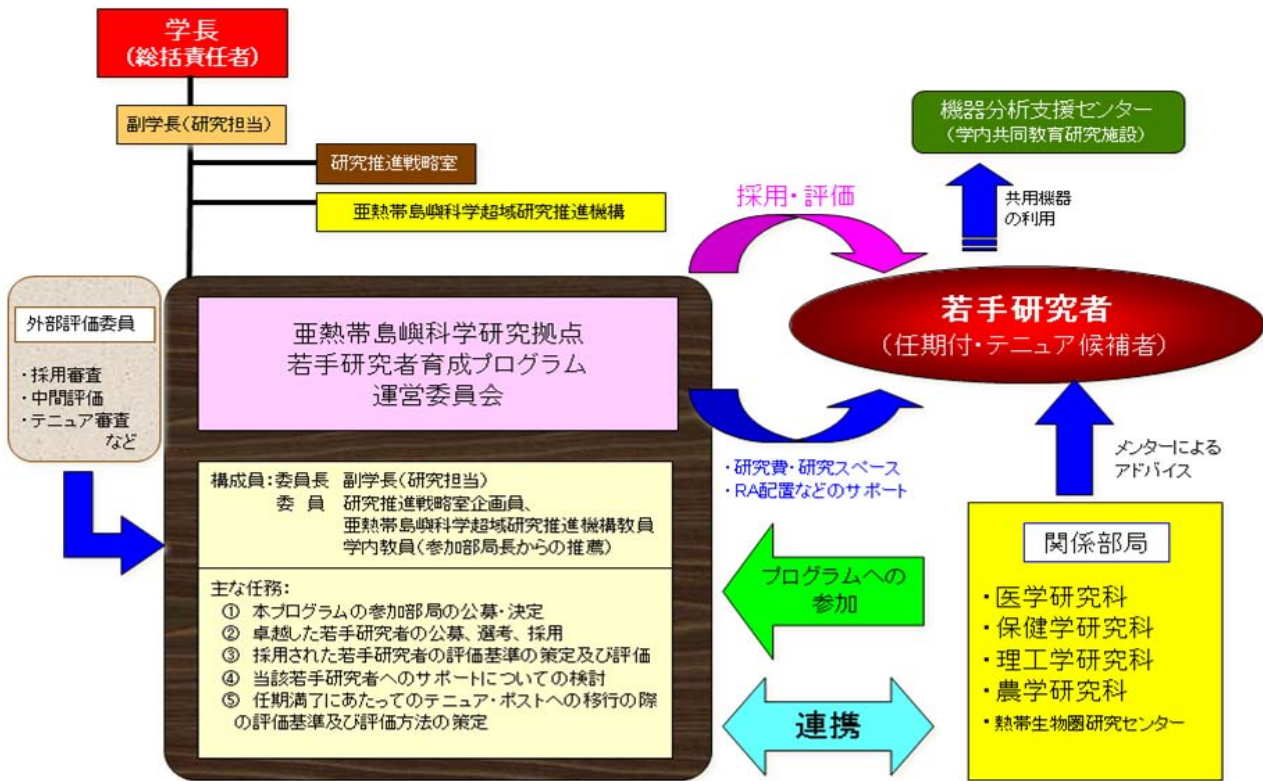 学長
(総括責任者)
副学長(研究担当)
研究推進戦略室
亜熱帯島嶼科学超域研究推進機構
機器分析支援センター
(学内共同教育研究施設)
共用機器
の利用
採用・評価
若手研究者
(任期付・テニュア候補者)
外部評価委員
・採用審査
・中間評価
・テニュア審査
など
亜熱帯島嶼科学研究拠点
若手研究者育成プログラム
運営委員会
・研究費・研究スペース
・RA配置などのサポート
メンターによる
アドバイス
構成員:委員長 副学長(研究担当)
委 員 研究推進戦略室企画員、
亜熱帯島嶼科学超域研究推進機構教員
学内教員(参加部局長からの推薦)
主な任務:
① 本プログラムの参加部局の公募・決定
② 卓越した若手研究者の公募、選考、採用
③ 採用された若手研究者の評価基準の策定及び評価
④ 当該若手研究者へのサポートについての検討
⑤ 任期満了にあたってのテニュア・ポストへの移行の際
の評価基準及び評価方法の策定
プログラムへの
参加
連携
関係部局
・医学研究科
・保健学研究科
・理工学研究科
・農学研究科
・熱帯生物圏研究センター